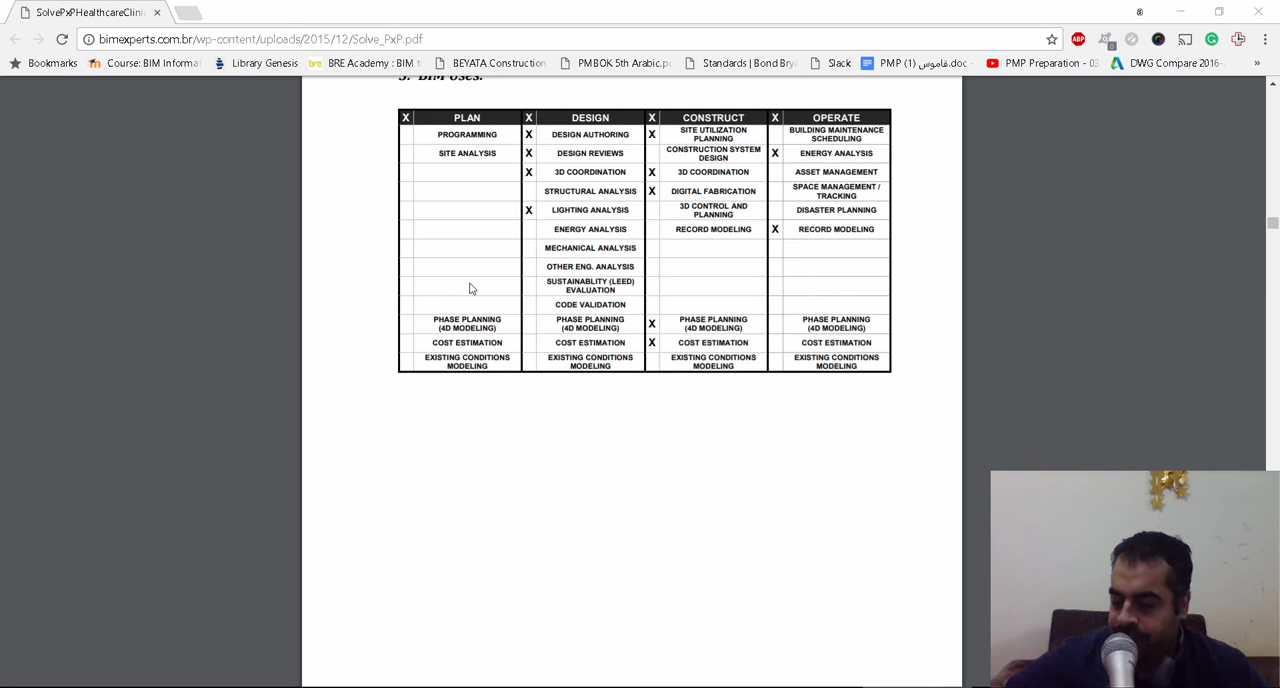 SolvePxPHealthcareClini
bimexperts.com.br/wp-content/uploads/2015/12/Solve_PxP.pdf
ABP
0
Bookmarks
Course: BIM Informat
Library Genesis
bre
BRE Academy : BIM t
BEYATA Construction
PMBOK 5th Arabic.p
Standards | Bond Bry
Slack
PMP (1) قاموس.doc
PMP Preparation - 03
DWG Compare 2016-
»
5. BIM Uses:
X PLAN X DESIGN X CONSTRUCT X OPERATE
PROGRAMMING X DESIGN AUTHORING X SITE UTILIZATION PLANNING BUILDING MAINTENANCE SCHEDULING
SITE ANALYSIS X DESIGN REVIEWS CONSTRUCTION SYSTEM DESIGN X ENERGY ANALYSIS
X 3D COORDINATION X 3D COORDINATION ASSET MANAGEMENT
STRUCTURAL ANALYSIS X DIGITAL FABRICATION SPACE MANAGEMENT / TRACKING
X LIGHTING ANALYSIS 3D CONTROL AND PLANNING DISASTER PLANNING
ENERGY ANALYSIS RECORD MODELING X RECORD MODELING
MECHANICAL ANALYSIS
OTHER ENG. ANALYSIS
SUSTAINABLITY (LEED) EVALUATION
CODE VALIDATION
PHASE PLANNING (4D MODELING) PHASE PLANNING (4D MODELING) X PHASE PLANNING (4D MODELING) PHASE PLANNING (4D MODELING)
COST ESTIMATION COST ESTIMATION X COST ESTIMATION COST ESTIMATION
EXISTING CONDITIONS MODELING EXISTING CONDITIONS MODELING EXISTING CONDITIONS MODELING EXISTING CONDITIONS MODELING